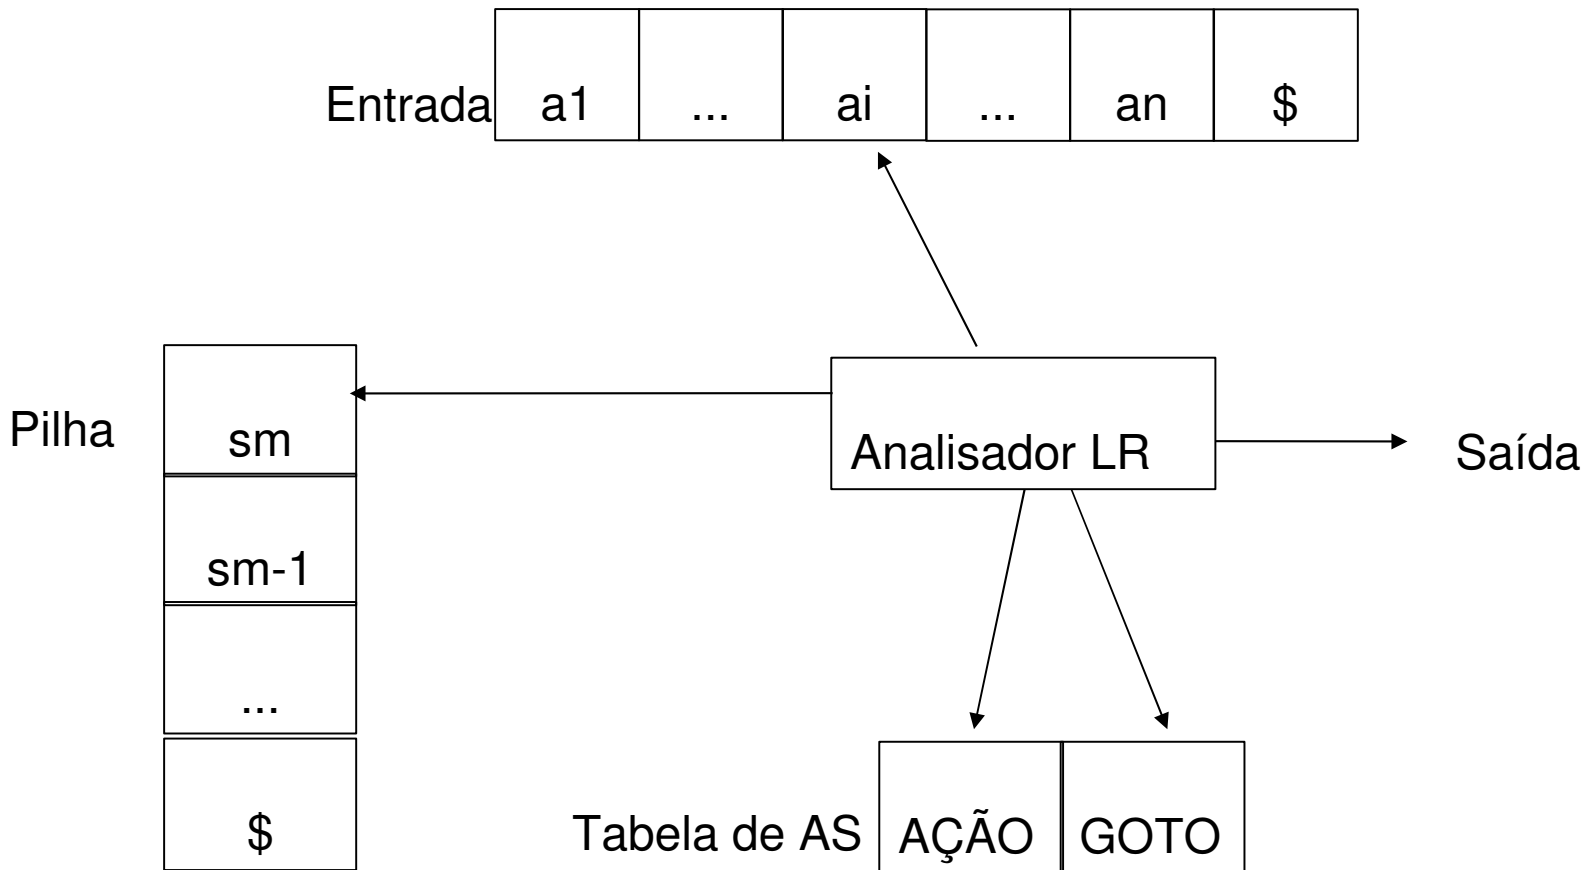 Entrada a1 ... ai ... an $
Pilha
sm
Analisador LR
Saída
sm-1
...
$
Tabela de AS AÇÃO GOTO